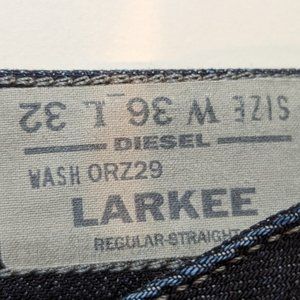 SIZE W 36 L 32
DIESEL
WASH ORZ29
LARKEE
REGULAR-STRAIGHT